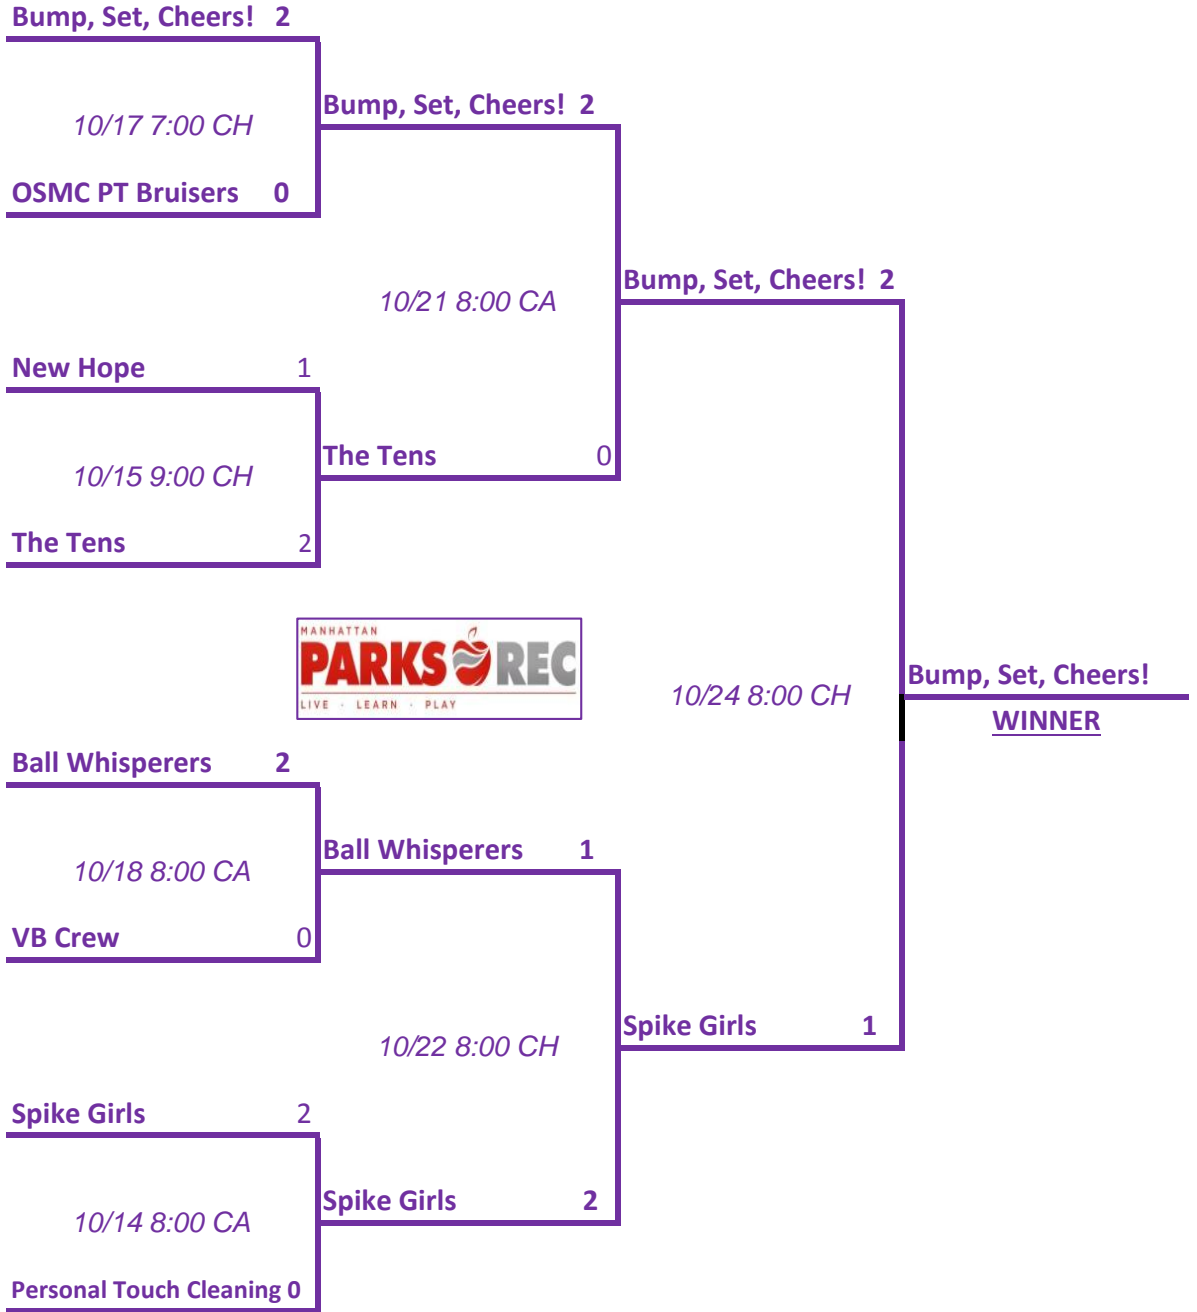 Bump, Set, Cheers! 2
10/17 7:00 CH
Bump, Set, Cheers! 2
OSMC PT Bruisers 0
10/21 8:00 CA
Bump, Set, Cheers! 2
New Hope 1
10/15 9:00 CH
The Tens 0
The Tens 2
MANHATTAN
PARKS REC
LIVE · LEARN · PLAY
10/24 8:00 CH
Bump, Set, Cheers!
WINNER
Ball Whisperers 2
10/18 8:00 CA
Ball Whisperers 1
VB Crew 0
10/22 8:00 CH
Spike Girls 1
Spike Girls 2
10/14 8:00 CA
Spike Girls 2
Personal Touch Cleaning 0